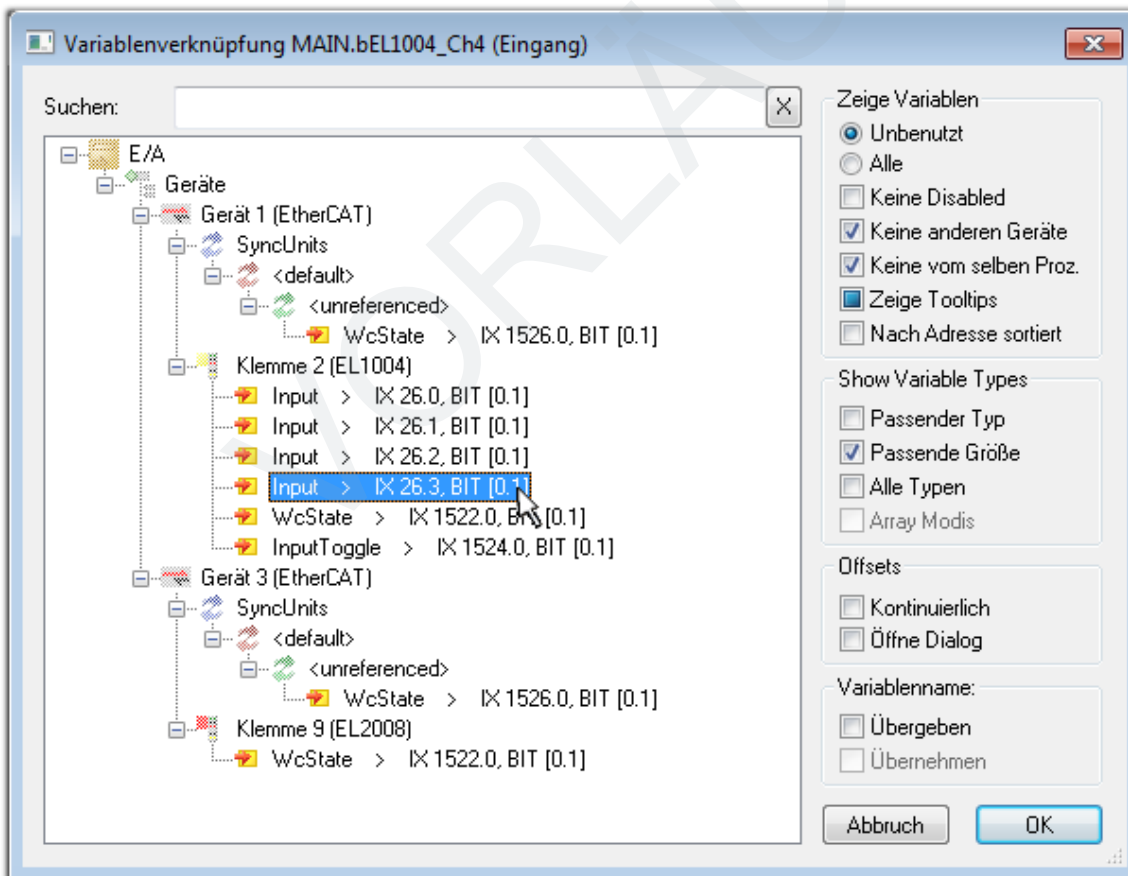 Variablenverknüpfung MAIN.bEL1004_Ch4 (Eingang)
Suchen:
X
E/A
Geräte
Gerät 1 (EtherCAT)
SyncUnits
<default>
<unreferenced>
WcState > IX 1526.0, BIT [0.1]
Klemme 2 (EL1004)
Input > IX 26.0, BIT [0.1]
Input > IX 26.1, BIT [0.1]
Input > IX 26.2, BIT [0.1]
Input > IX 26.3, BIT [0.1]
WcState > IX 1522.0, BIT [0.1]
InputToggle > IX 1524.0, BIT [0.1]
Gerät 3 (EtherCAT)
SyncUnits
<default>
<unreferenced>
WcState > IX 1526.0, BIT [0.1]
Klemme 9 (EL2008)
WcState > IX 1522.0, BIT [0.1]
Zeige Variablen
Unbenutzt
Alle
Keine Disabled
Keine anderen Geräte
Keine vom selben Proz.
Zeige Tooltips
Nach Adresse sortiert
Show Variable Types
Passender Typ
Passende Größe
Alle Typen
Array Modis
Offsets
Kontinuierlich
Öffne Dialog
Variablenname:
Übergeben
Übernehmen
Abbruch
OK